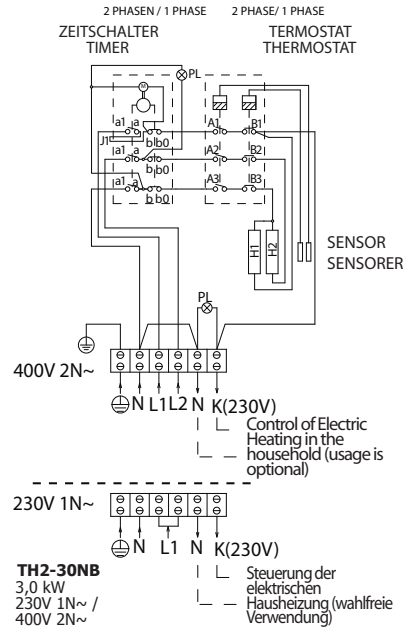 2 PHASEN / 1 PHASE
2 PHASE/ 1 PHASE
ZEITSCHALTER
TIMER
TERMOSTAT
THERMOSTAT
PL
M
a1 a
A1
B1
J1
b b0
a1 a
A2
B2
b b0
a1 a
A3
B3
b b0
H1
H2
SENSOR
SENSORER
PL
400V 2N~
N L1 L2 N K(230V)
Control of Electric
Heating in the
household (usage is
optional)
230V 1N~
N L1 N K(230V)
TH2-30NB
3,0 kW
230V 1N~ /
400V 2N~
Steuerung der
elektrischen
Hausheizung (wahlfreie
Verwendung)